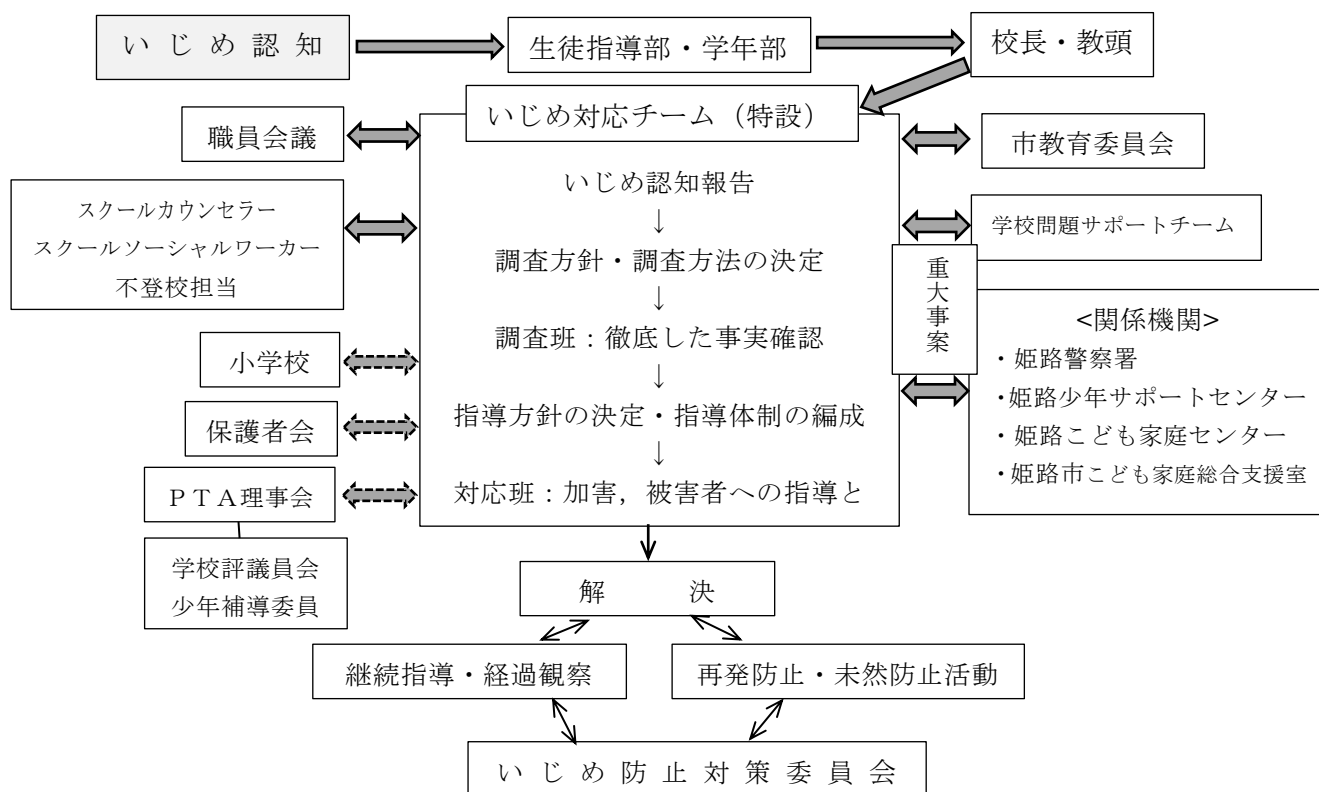 いじめ認知
生徒指導部・学年部
校長・教頭
いじめ対応チーム（特設）
職員会議
市教育委員会
いじめ認知報告
↓
調査方針・調査方法の決定
↓
調査班：徹底した事実確認
↓
指導方針の決定・指導体制の編成
↓
対応班：加害，被害者への指導と
スクールカウンセラー
スクールソーシャルワーカー
不登校担当
小学校
保護者会
ＰＴＡ理事会
学校評議員会
少年補導委員
学校問題サポートチーム
重大事案
<関係機関>
・姫路警察署
・姫路少年サポートセンター
・姫路こども家庭センター
・姫路市こども家庭総合支援室
解　　決
継続指導・経過観察
再発防止・未然防止活動
いじめ防止対策委員会